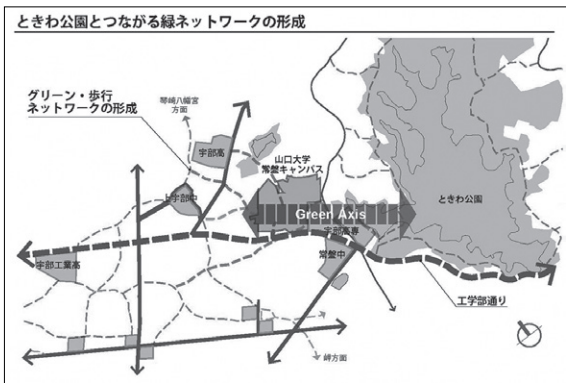 ときわ公園とつながる緑ネットワークの形成
グリーン・歩行
ネットワークの形成
琴崎八幡宮
方面
宇部高
山口大学
常盤キャンパス
上宇部中
Green Axis
ときわ公園
宇部高専
常盤中
宇部工業高
工学部通り
岬方面